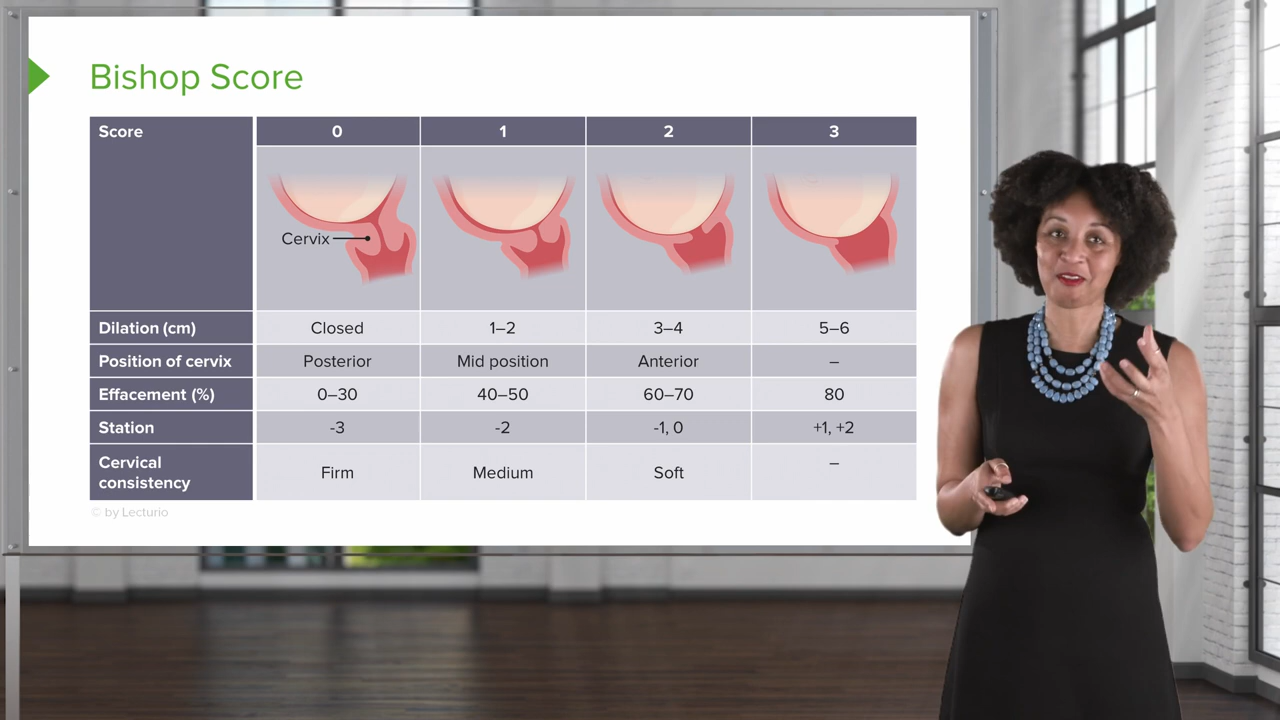 Bishop Score
Score 0 1 2 3
Cervix
Dilation (cm) Closed 1–2 3–4 5–6
Position of cervix Posterior Mid position Anterior –
Effacement (%) 0–30 40–50 60–70 80
Station -3 -2 -1, 0 +1, +2
Cervical
consistency Firm Medium Soft –
© by Lecturio